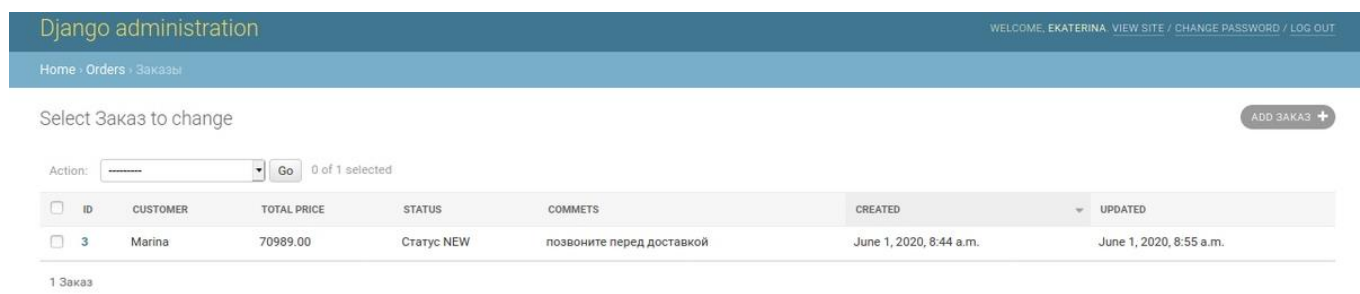 Django administration
WELCOME, EKATERINA. VIEW SITE / CHANGE PASSWORD / LOG OUT
Home › Orders › Заказы
Select Заказ to change
ADD ЗАКАЗ +
Action: --------- Go 0 of 1 selected
ID CUSTOMER TOTAL PRICE STATUS COMMETS CREATED UPDATED
3 Marina 70989.00 Статус NEW позвоните перед доставкой June 1, 2020, 8:44 a.m. June 1, 2020, 8:55 a.m.
1 Заказ